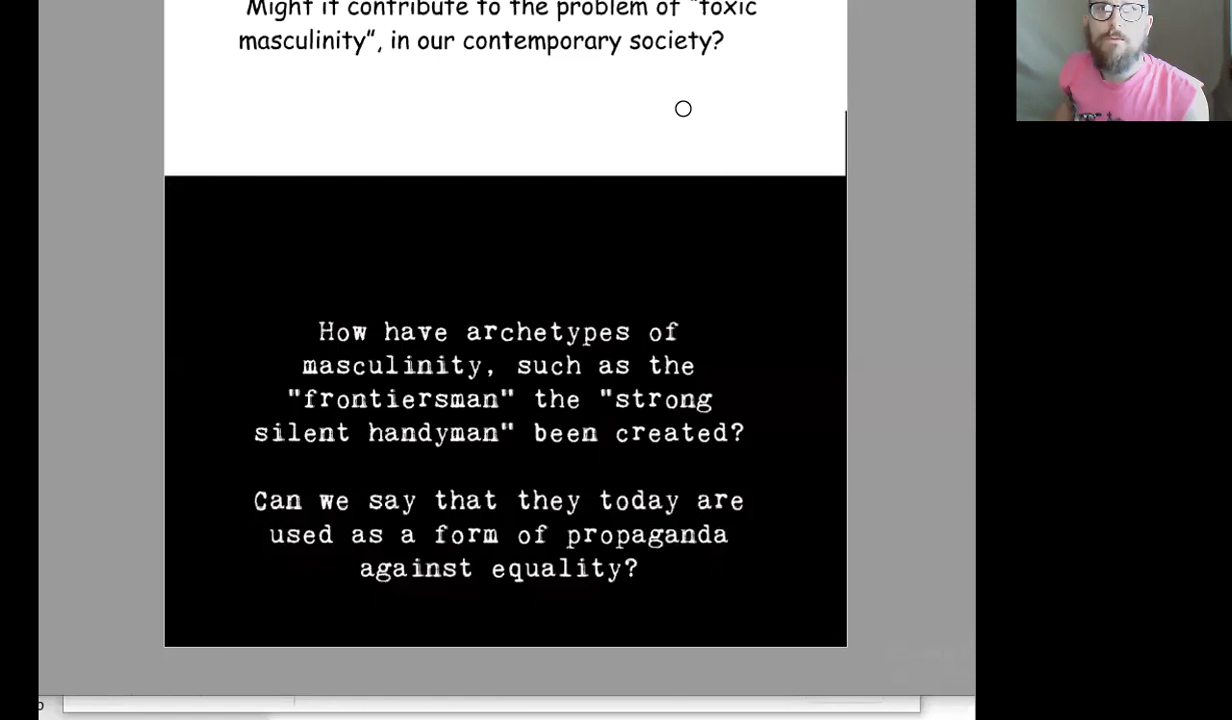 Might it contribute to the problem of "toxic
masculinity", in our contemporary society?
How have archetypes of
masculinity, such as the
"frontiersman" the "strong
silent handyman" been created?
Can we say that they today are
used as a form of propaganda
against equality?